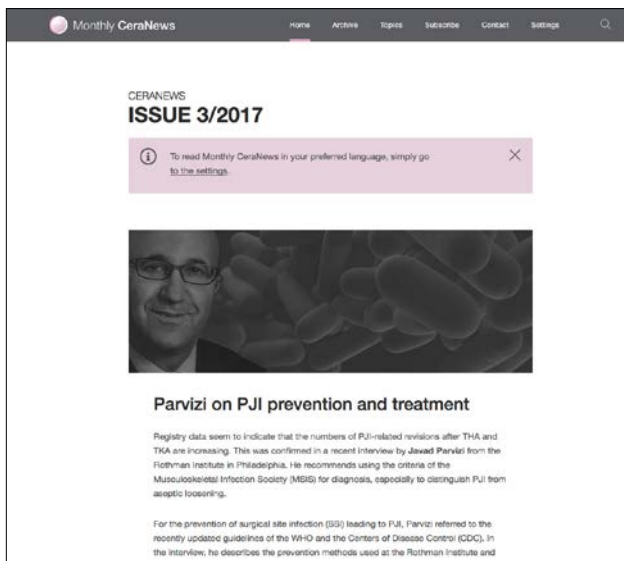 Monthly CeraNews
Home Archive Topics Subscribe Contact Settings
CERANEWS
ISSUE 3/2017
To read Monthly CeraNews in your preferred language, simply go
to the settings.
Parvizi on PJI prevention and treatment
Registry data seem to indicate that the numbers of PJI-related revisions after THA and
TKA are increasing. This was confirmed in a recent interview by Javad Parvizi from the
Rothman Institute in Philadelphia. He recommends using the criteria of the
Musculoskeletal Infection Society (MSIS) for diagnosis, especially to distinguish PJI from
aseptic loosening.
For the prevention of surgical site infection (SSI) leading to PJI, Parvizi referred to the
recently updated guidelines of the WHO and the Centers of Disease Control (CDC). In
the interview, he describes the prevention methods used at the Rothman Institute and